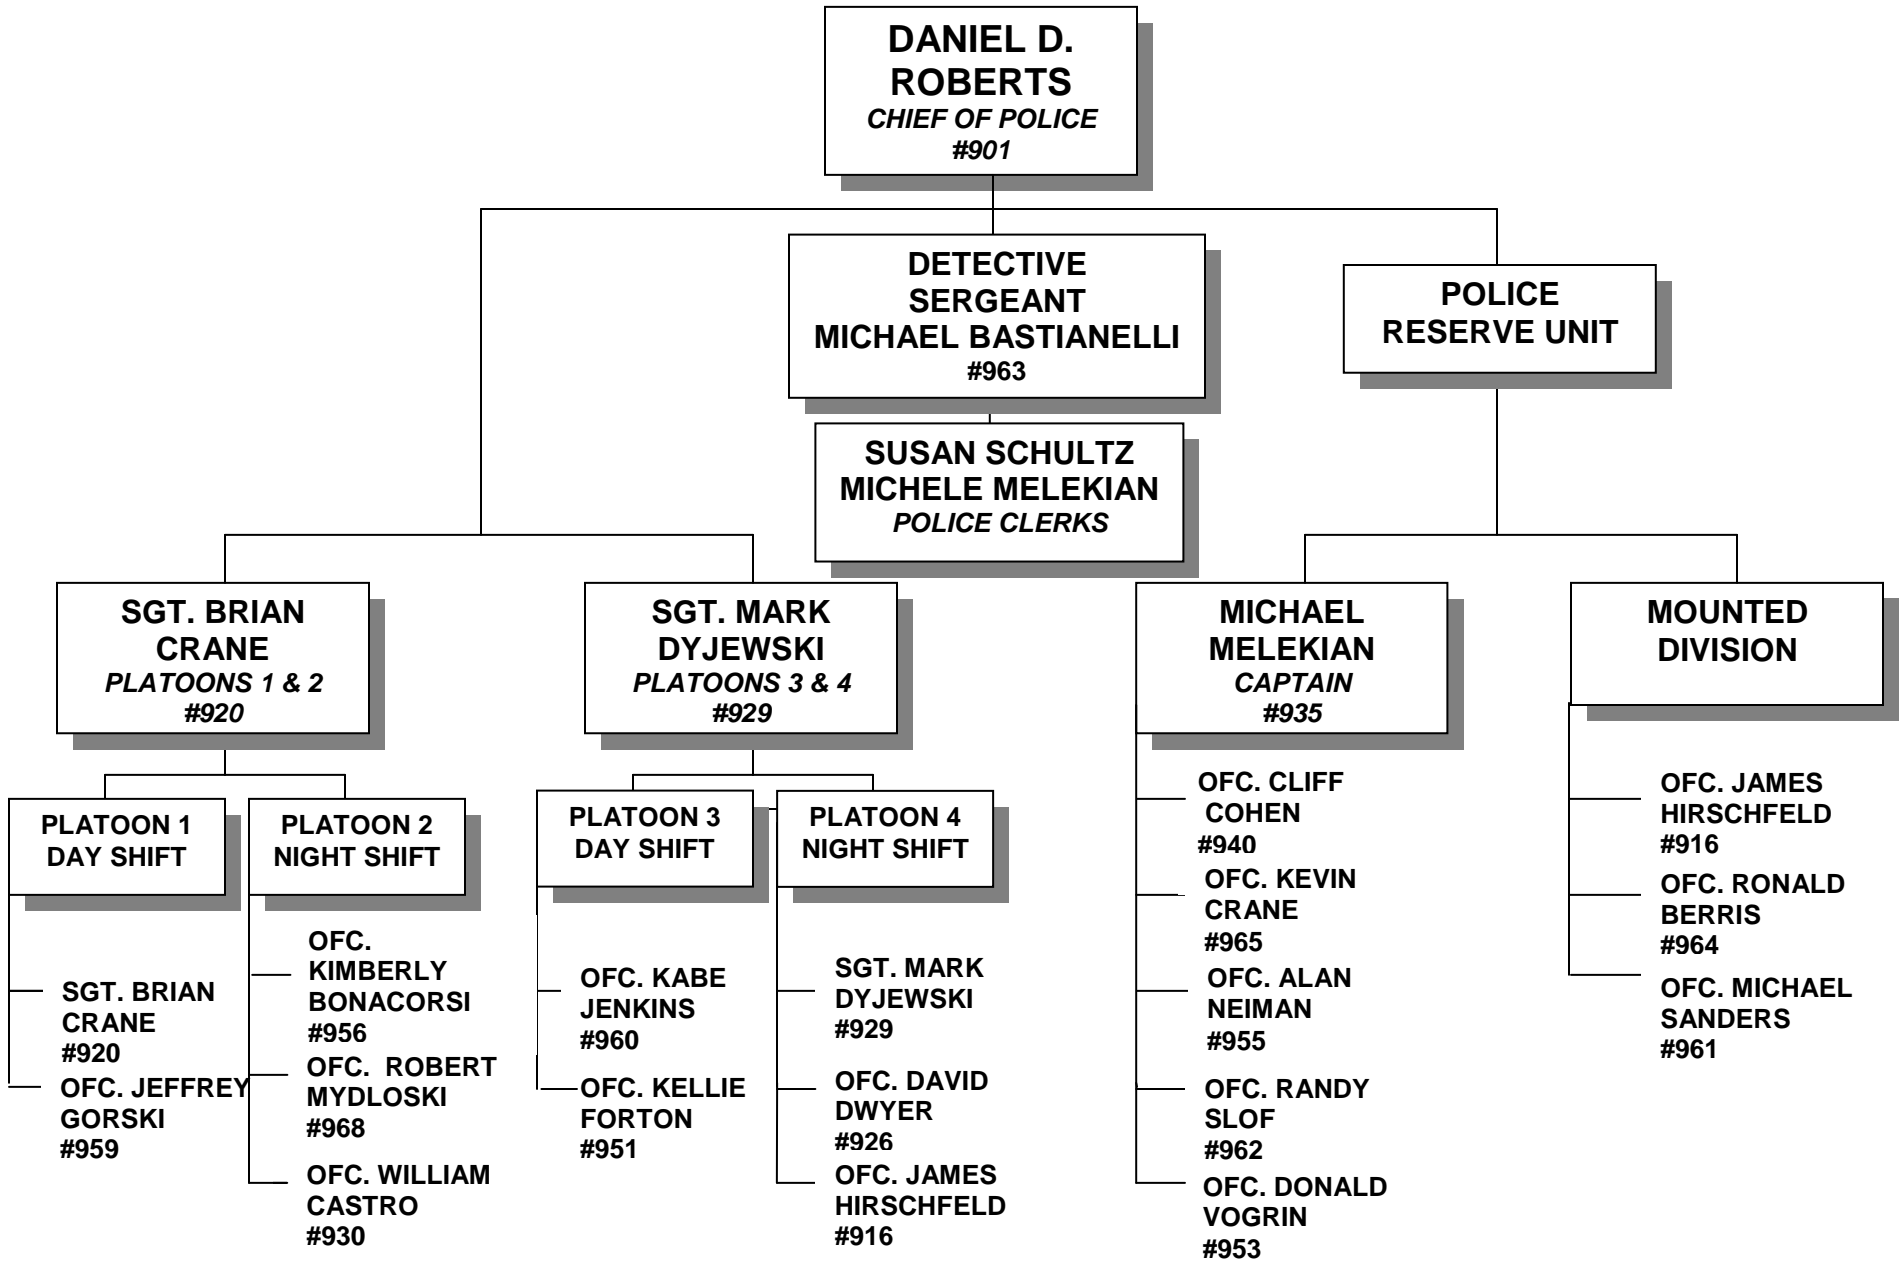 DANIEL D.
ROBERTS
CHIEF OF POLICE
#901
DETECTIVE
SERGEANT
MICHAEL BASTIANELLI
#963
POLICE
RESERVE UNIT
SUSAN SCHULTZ
MICHELE MELEKIAN
POLICE CLERKS
SGT. BRIAN
CRANE
PLATOONS 1 & 2
#920
SGT. MARK
DYJEWSKI
PLATOONS 3 & 4
#929
MICHAEL
MELEKIAN
CAPTAIN
#935
MOUNTED
DIVISION
PLATOON 1
DAY SHIFT
SGT. BRIAN
CRANE
#920
OFC. JEFFREY
GORSKI
#959
PLATOON 2
NIGHT SHIFT
OFC.
KIMBERLY
BONACORSI
#956
OFC. ROBERT
MYDLOSKI
#968
OFC. WILLIAM
CASTRO
#930
PLATOON 3
DAY SHIFT
OFC. KABE
JENKINS
#960
OFC. KELLIE
FORTON
#951
PLATOON 4
NIGHT SHIFT
SGT. MARK
DYJEWSKI
#929
OFC. DAVID
DWYER
#926
OFC. JAMES
HIRSCHFELD
#916
OFC. CLIFF
COHEN
#940
OFC. KEVIN
CRANE
#965
OFC. ALAN
NEIMAN
#955
OFC. RANDY
SLOF
#962
OFC. DONALD
VOGRIN
#953
OFC. JAMES
HIRSCHFELD
#916
OFC. RONALD
BERRIS
#964
OFC. MICHAEL
SANDERS
#961